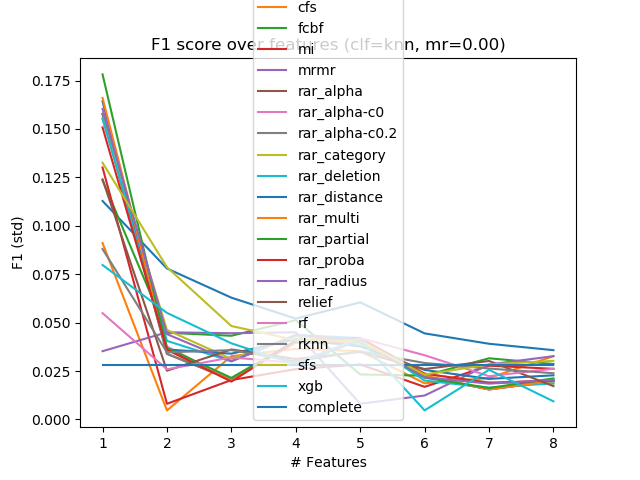 cfs
fcbf
F1 score over features (clf=knn, mr=0.00)
mi
mrmr
rar_alpha
rar_alpha-c0
rar_alpha-c0.2
rar_category
rar_deletion
rar_distance
rar_multi
rar_partial
rar_proba
rar_radius
relief
rf
rknn
sfs
xgb
complete
F1 (std)
0.175
0.150
0.125
0.100
0.075
0.050
0.025
0.000
1 2 3 4 5 6 7 8
# Features